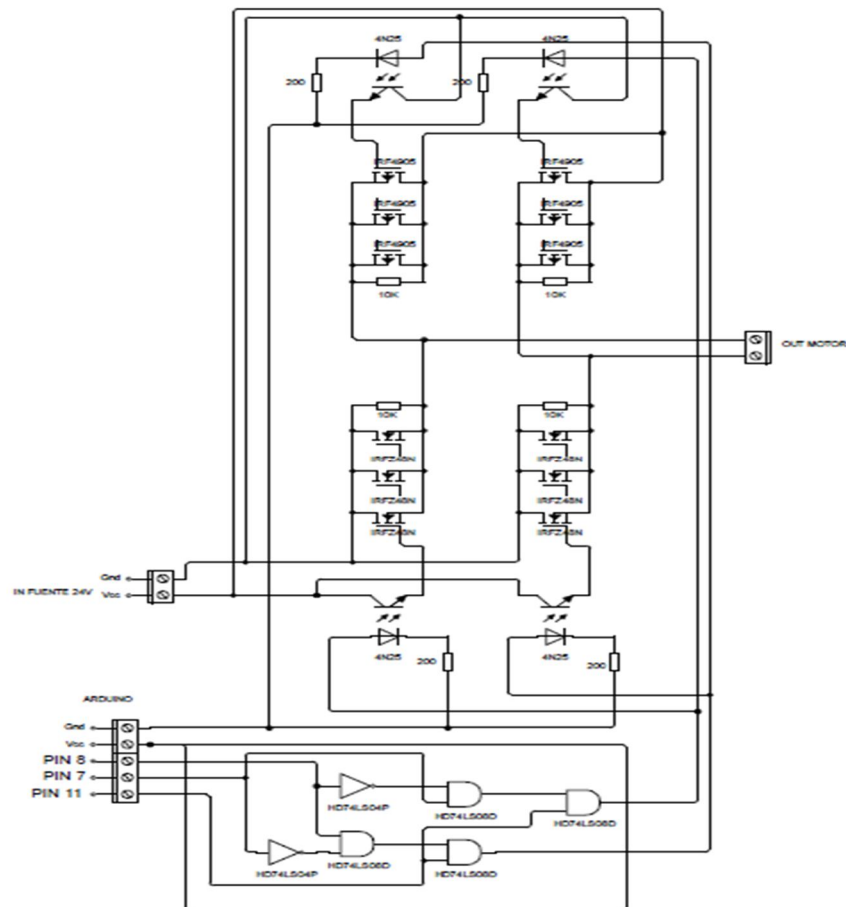 4N25
4N25
200
200
IRF4905
IRF4905
IRF4905
IRF4905
IRF4905
IRF4905
10K
10K
OUT MOTOR
10K
10K
IRFZ48N
IRFZ48N
IRFZ48N
IRFZ48N
IRFZ48N
IRFZ48N
Gnd
IN FUENTE 24V
Vcc
4N25
200
4N25
200
ARDUINO
Gnd
Vcc
PIN 8
PIN 7
PIN 11
HD74LS04P
HD74LS08D
HD74LS08D
HD74LS04P
HD74LS08D
HD74LS08D